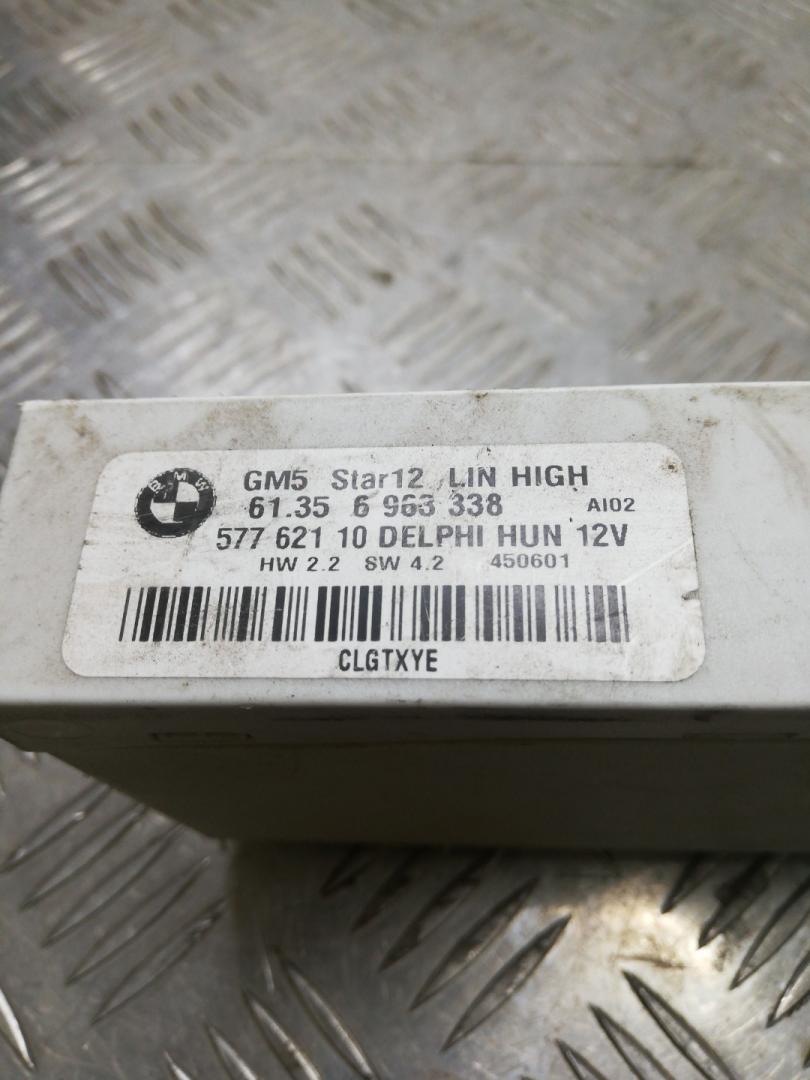 BMW
GM5 Star12 LIN HIGH
61.35 6 963 338 AI02
577 621 10 DELPHI HUN 12V
HW 2.2 SW 4.2 450601
CLGTXYE